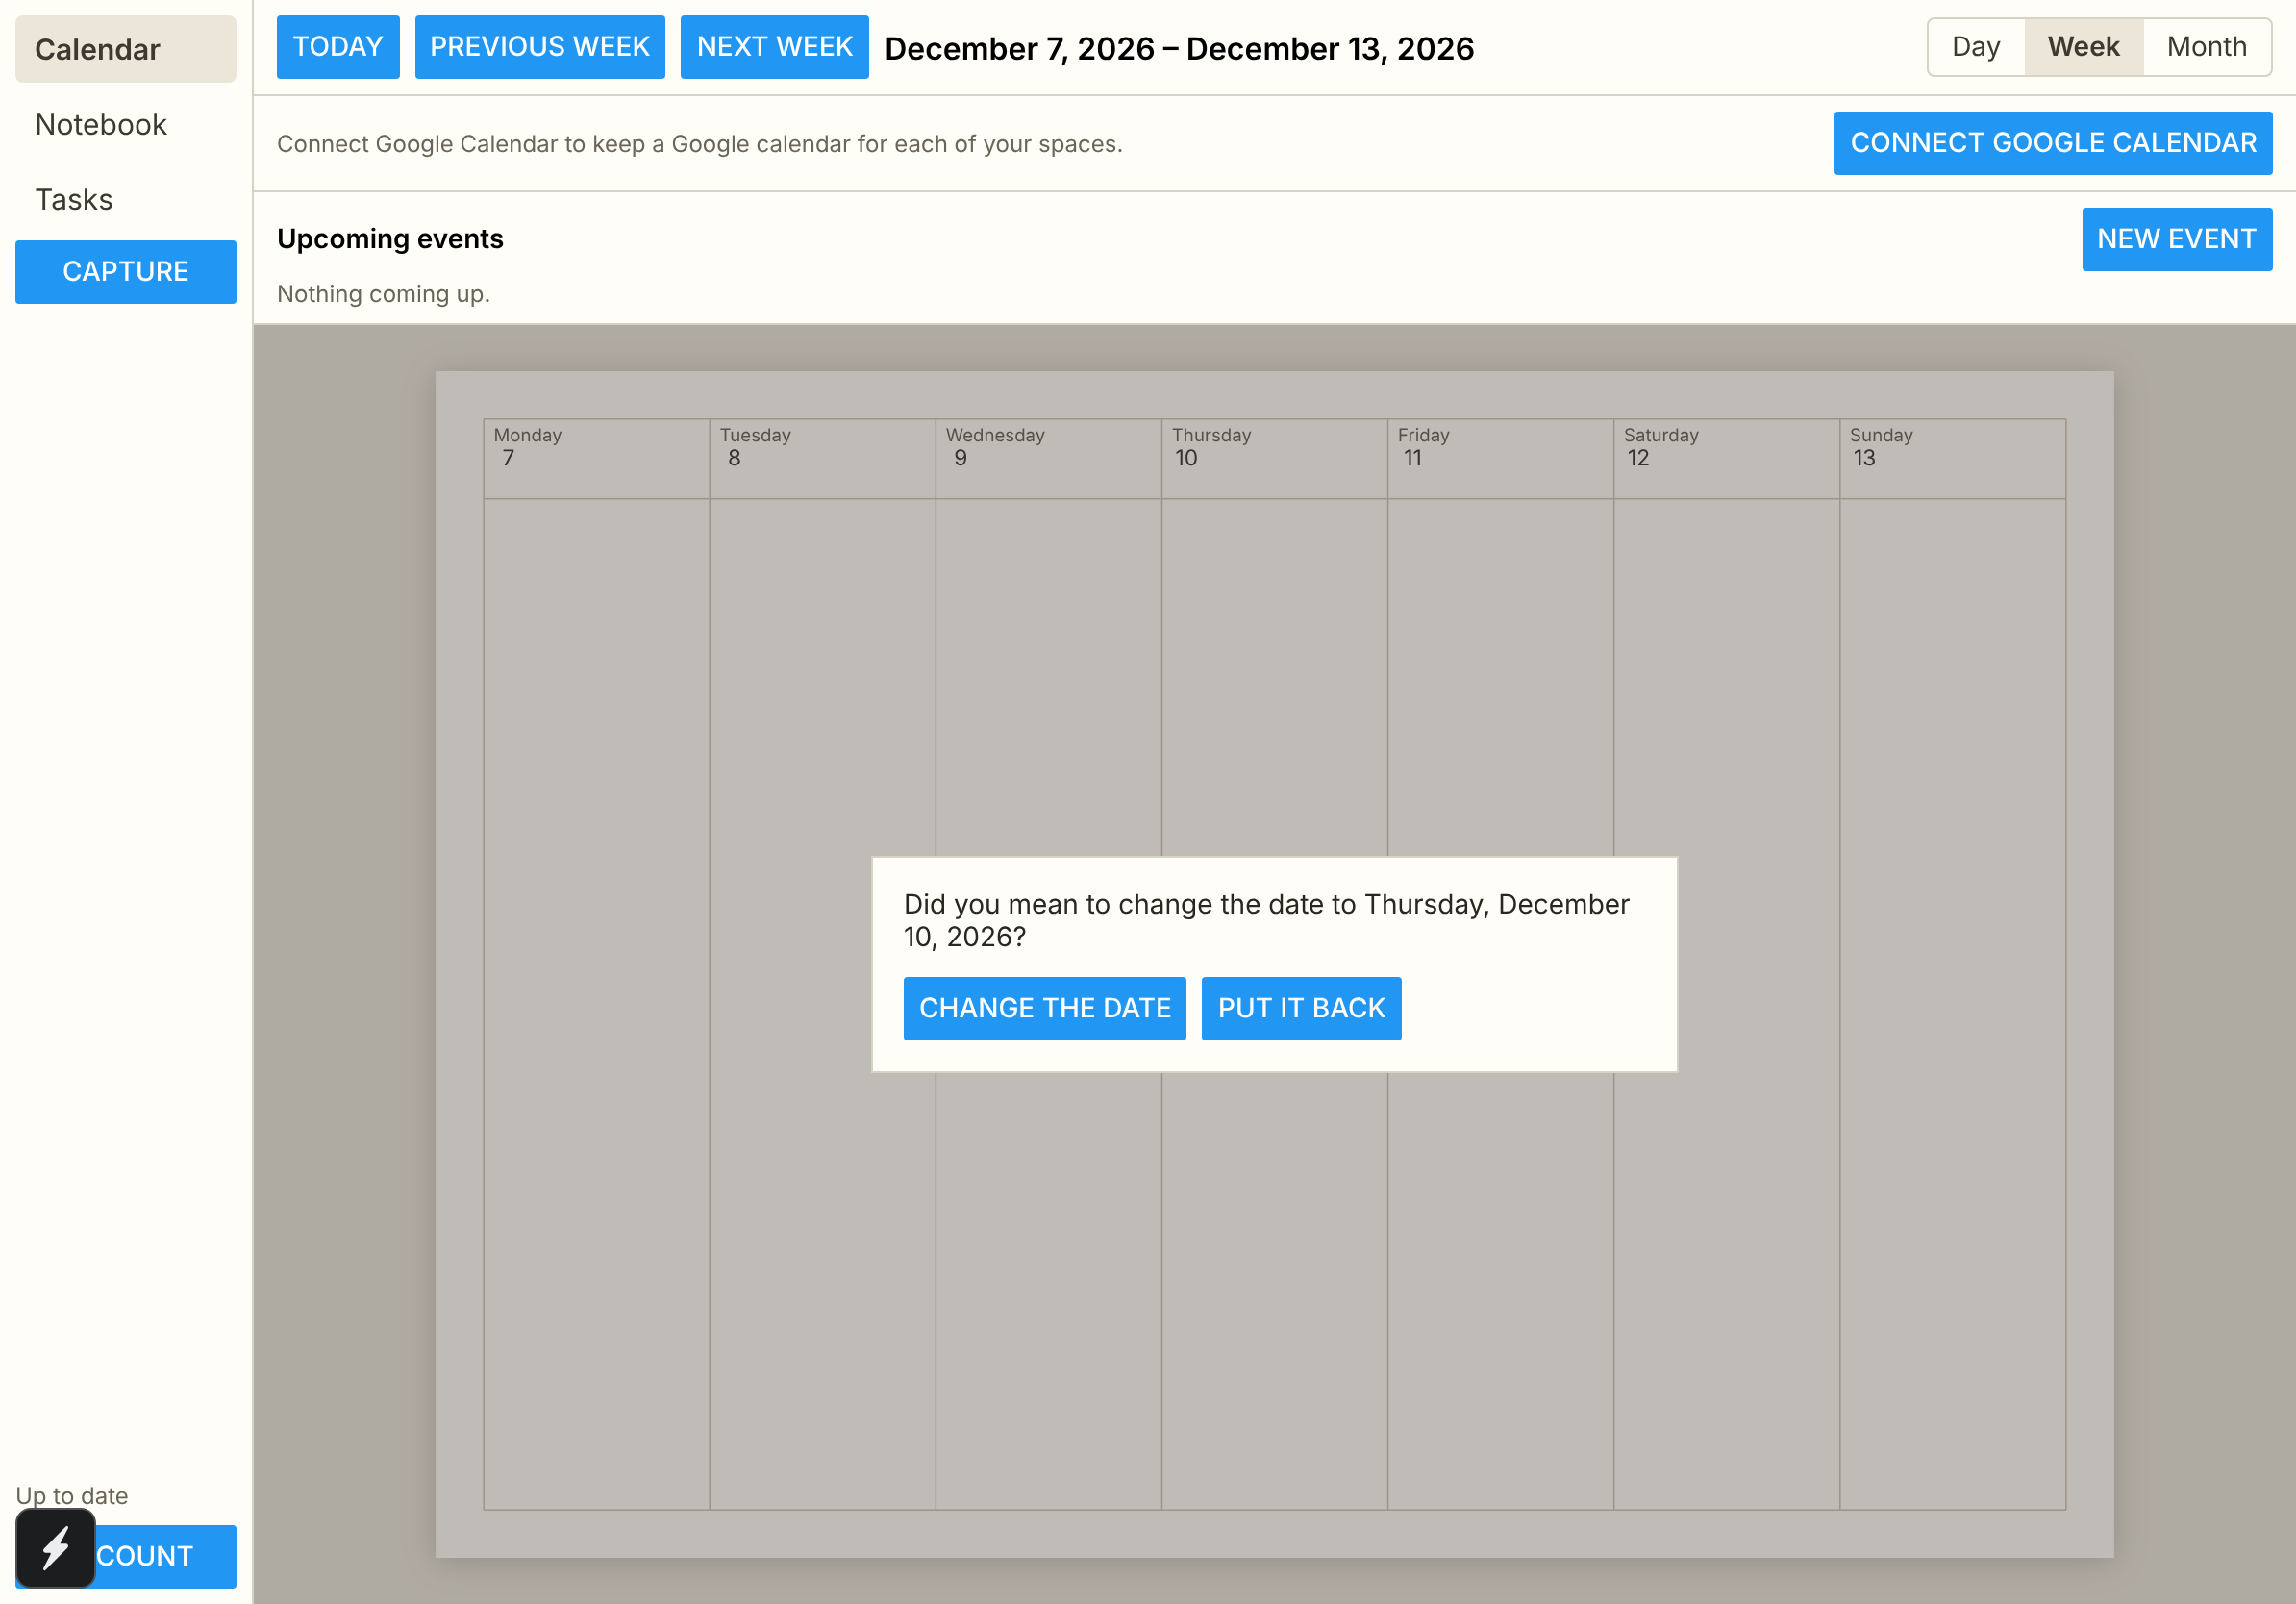 Calendar
Notebook
Tasks
CAPTURE
TODAY PREVIOUS WEEK NEXT WEEK December 7, 2026 – December 13, 2026 Day Week Month
Connect Google Calendar to keep a Google calendar for each of your spaces. CONNECT GOOGLE CALENDAR
Upcoming events NEW EVENT
Nothing coming up.
Monday Tuesday Wednesday Thursday Friday Saturday Sunday
7 8 9 10 11 12 13
Did you mean to change the date to Thursday, December
10, 2026?
CHANGE THE DATE PUT IT BACK
Up to date
COUNT